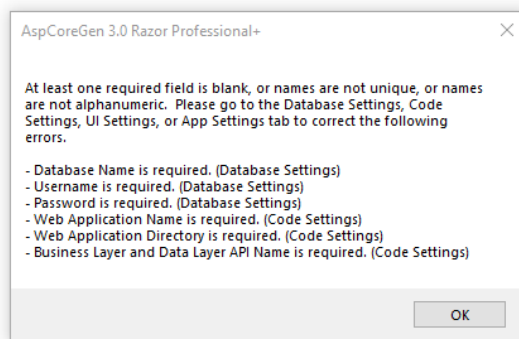 AspCoreGen 3.0 Razor Professional+
At least one required field is blank, or names are not unique, or names
are not alphanumeric.  Please go to the Database Settings, Code
Settings, UI Settings, or App Settings tab to correct the following
errors.
- Database Name is required. (Database Settings)
- Username is required. (Database Settings)
- Password is required. (Database Settings)
- Web Application Name is required. (Code Settings)
- Web Application Directory is required. (Code Settings)
- Business Layer and Data Layer API Name is required. (Code Settings)
OK